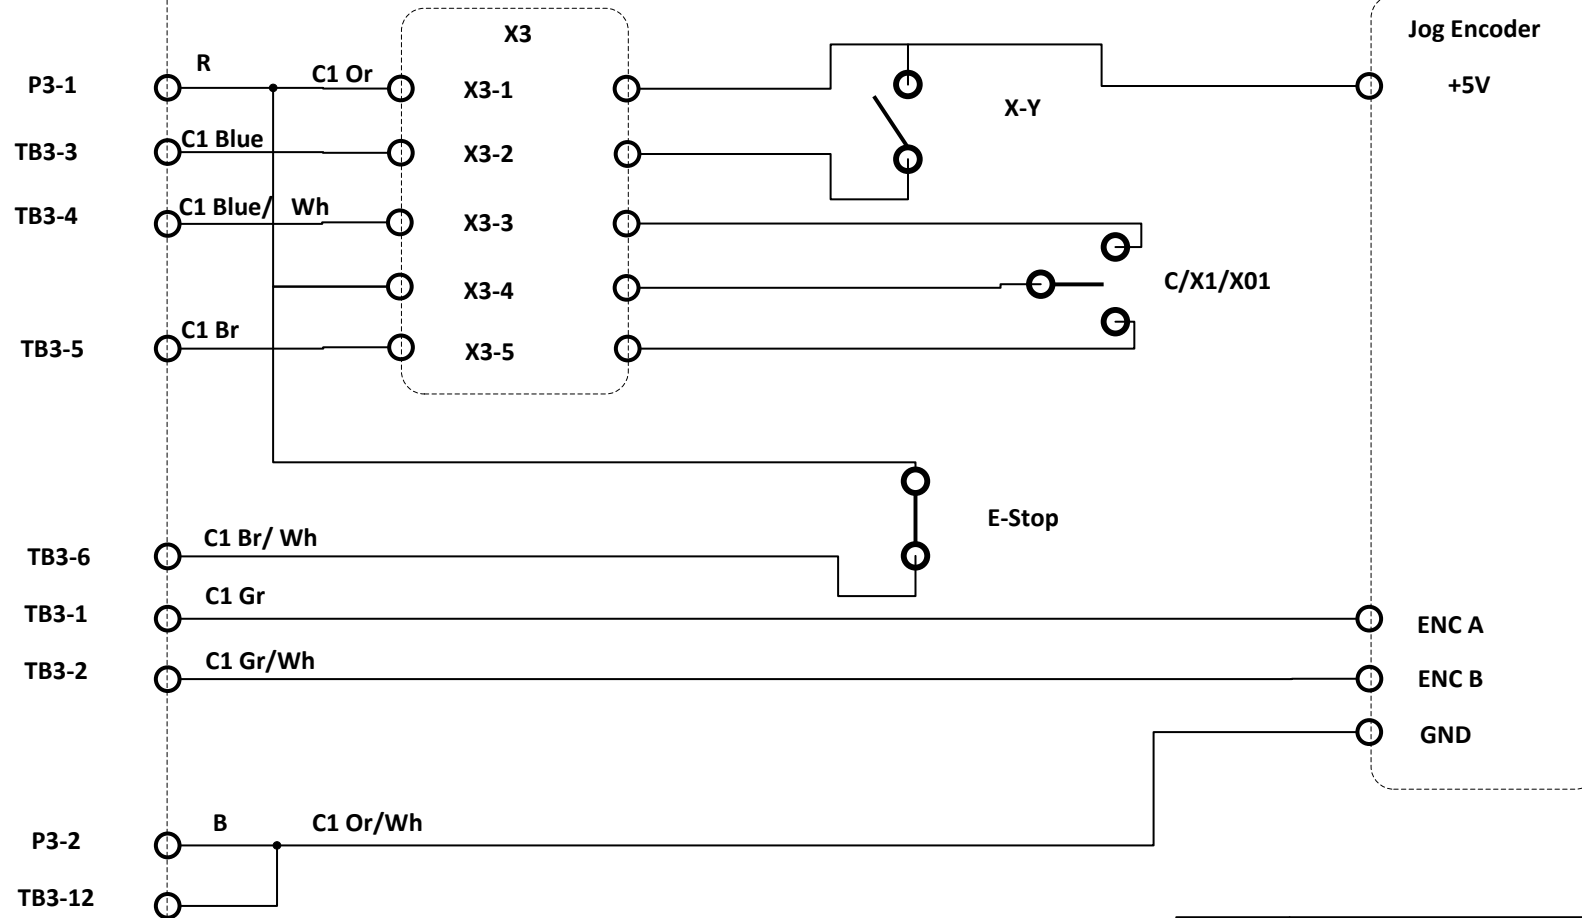 X3
Jog Encoder
P3-1
R
C1 Or
X3-1
X-Y
+5V
TB3-3
C1 Blue
X3-2
TB3-4
C1 Blue/ Wh
X3-3
X3-4
C/X1/X01
TB3-5
C1 Br
X3-5
E-Stop
TB3-6
C1 Br/ Wh
TB3-1
C1 Gr
ENC A
TB3-2
C1 Gr/Wh
ENC B
GND
P3-2
B
C1 Or/Wh
TB3-12